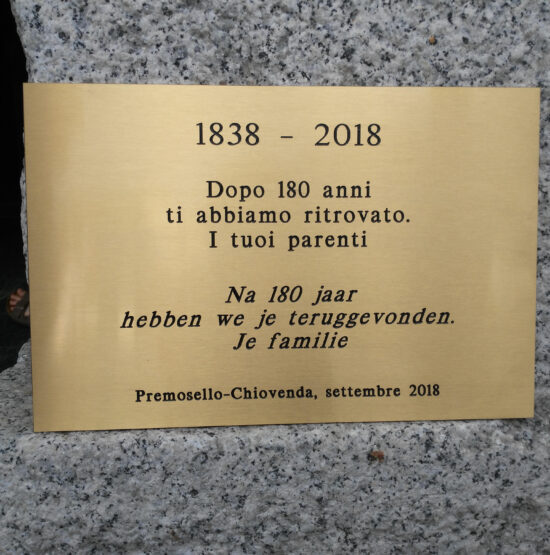 1838 - 2018
Dopo 180 anni
ti abbiamo ritrovato.
I tuoi parenti
Na 180 jaar
hebben we je teruggevonden.
Je familie
Premosello-Chiovenda, settembre 2018